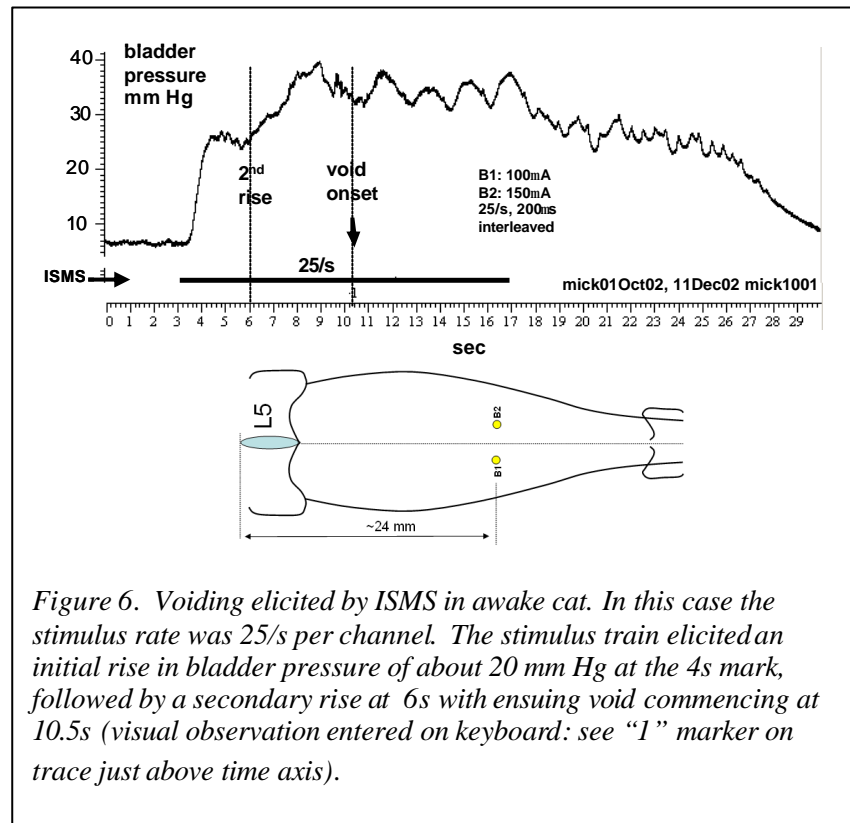 bladder
pressure
mm Hg
40
30
20
10
2nd
rise
void
onset
B1: 100mA
B2: 150mA
25/s, 200ms
interleaved
25/s
ISMS
mick01Oct02, 11Dec02 mick1001
1
0 1 2 3 4 5 6 7 8 9 10 11 12 13 14 15 16 17 18 19 20 21 22 23 24 25 26 27 28 29
sec
L5
B2
B1
~24 mm
Figure 6. Voiding elicited by ISMS in awake cat. In this case the
stimulus rate was 25/s per channel. The stimulus train elicited an
initial rise in bladder pressure of about 20 mm Hg at the 4s mark,
followed by a secondary rise at 6s with ensuing void commencing at
10.5s (visual observation entered on keyboard: see “1” marker on
trace just above time axis).